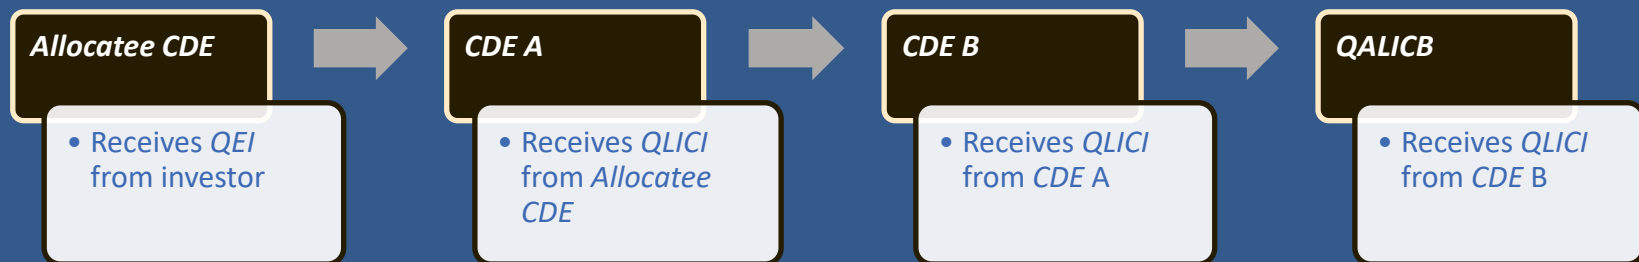 Allocatee CDE
• Receives QEI
from investor
CDE A
• Receives QLICI
from Allocatee
CDE
CDE B
• Receives QLICI
from CDE A
QALICB
• Receives QLICI
from CDE B